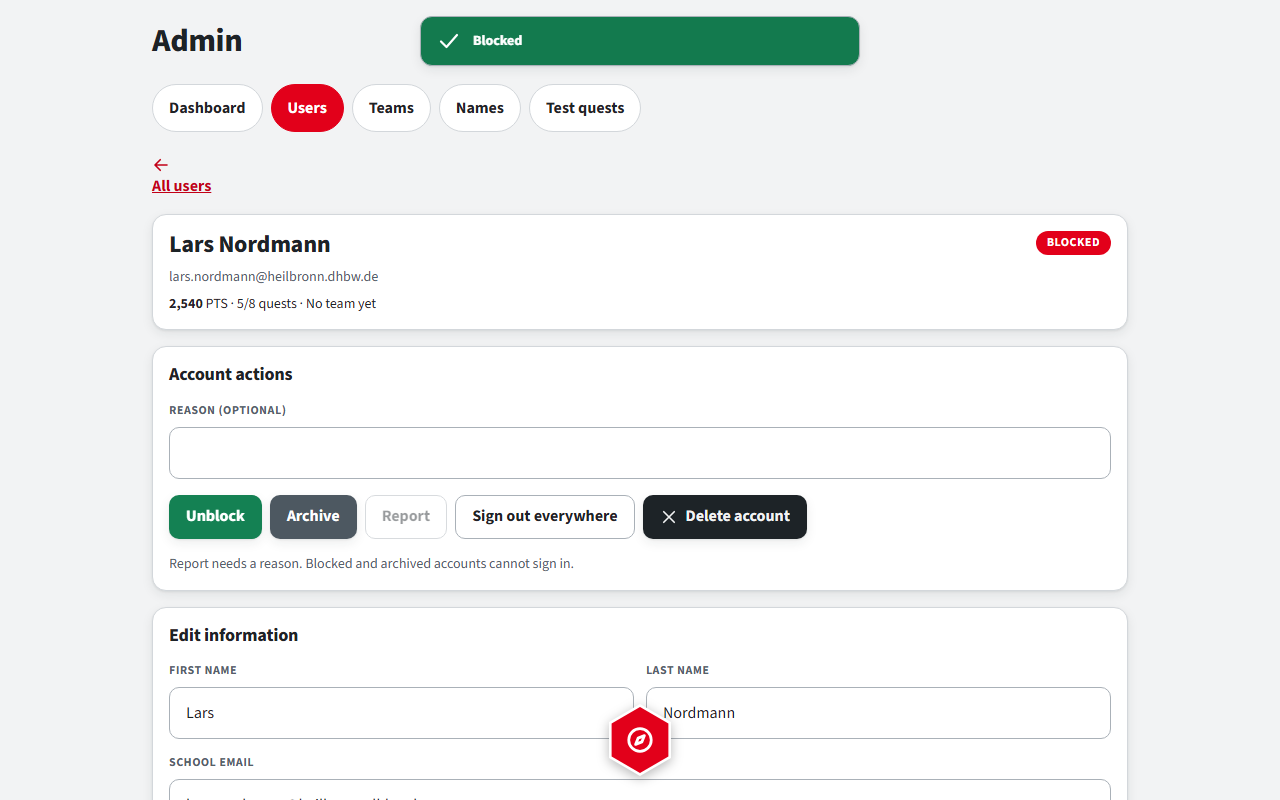 Admin
Blocked
Dashboard
Users
Teams
Names
Test quests
All users
Lars Nordmann
BLOCKED
lars.nordmann@heilbronn.dhbw.de
2,540 PTS · 5/8 quests · No team yet
Account actions
REASON (OPTIONAL)
Unblock
Archive
Report
Sign out everywhere
Delete account
Report needs a reason. Blocked and archived accounts cannot sign in.
Edit information
FIRST NAME
LAST NAME
Lars
Nordmann
SCHOOL EMAIL